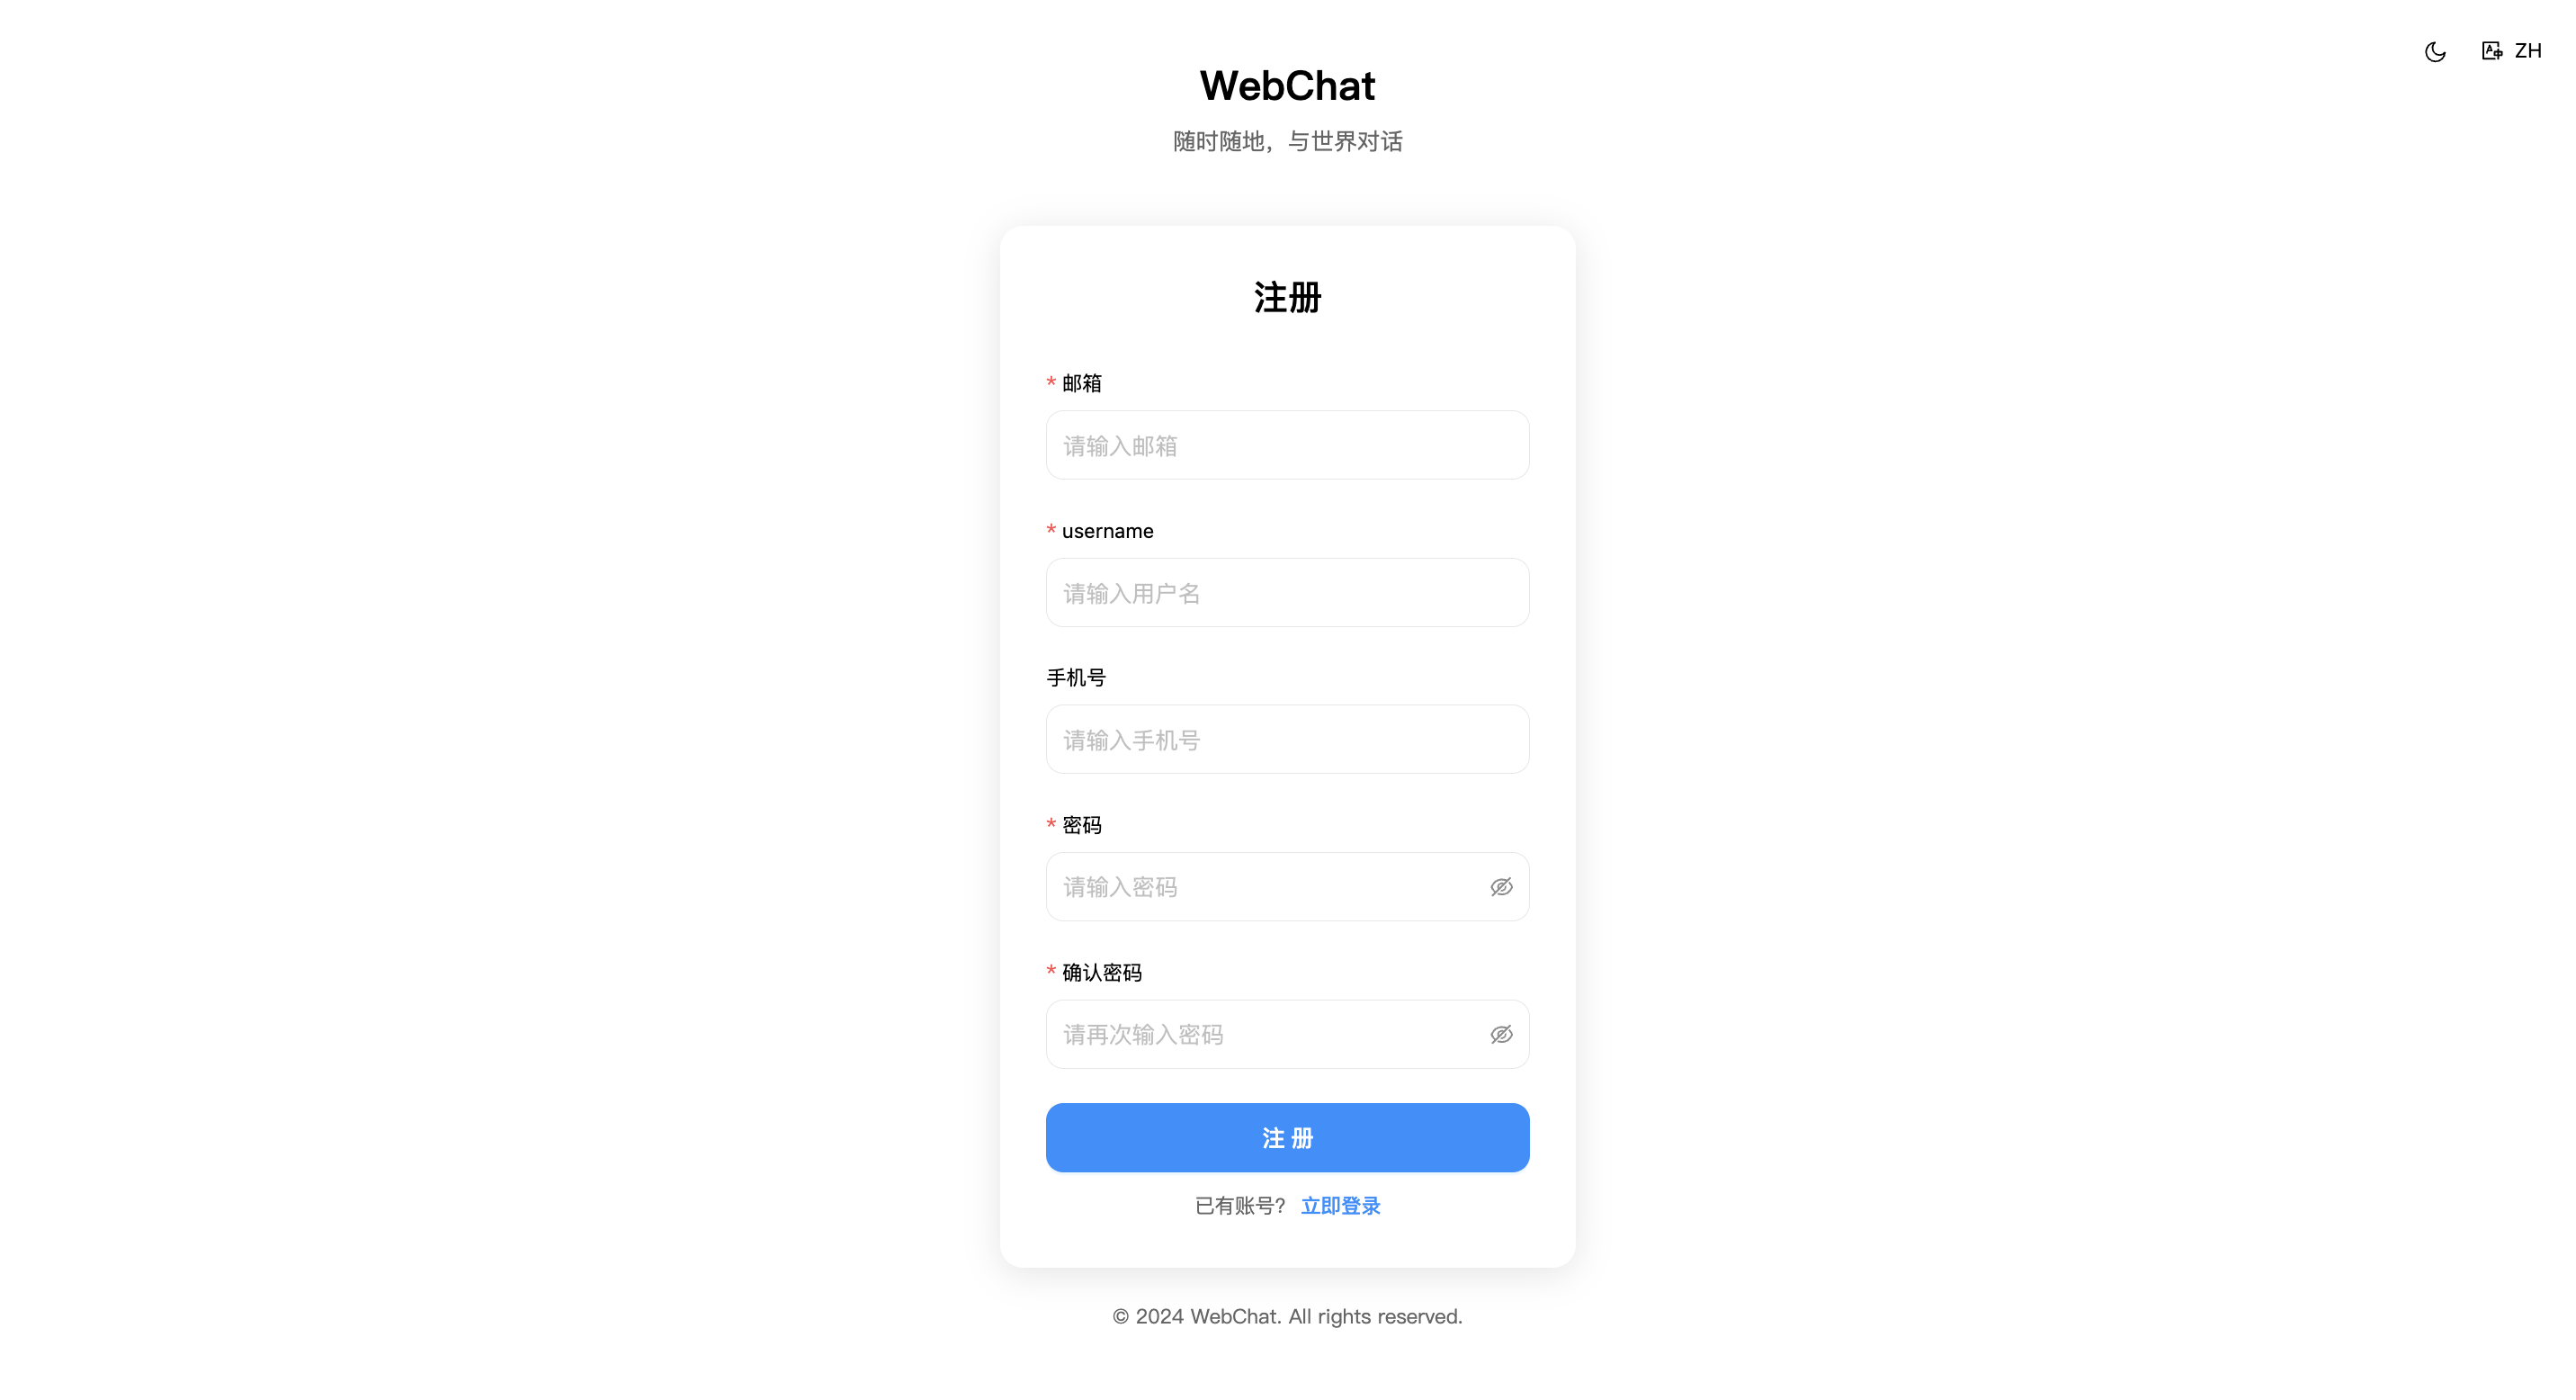 ZH
WebChat
随时随地，与世界对话
注册
* 邮箱
请输入邮箱
* username
请输入用户名
手机号
请输入手机号
* 密码
请输入密码
* 确认密码
请再次输入密码
注 册
已有账号？ 立即登录
© 2024 WebChat. All rights reserved.